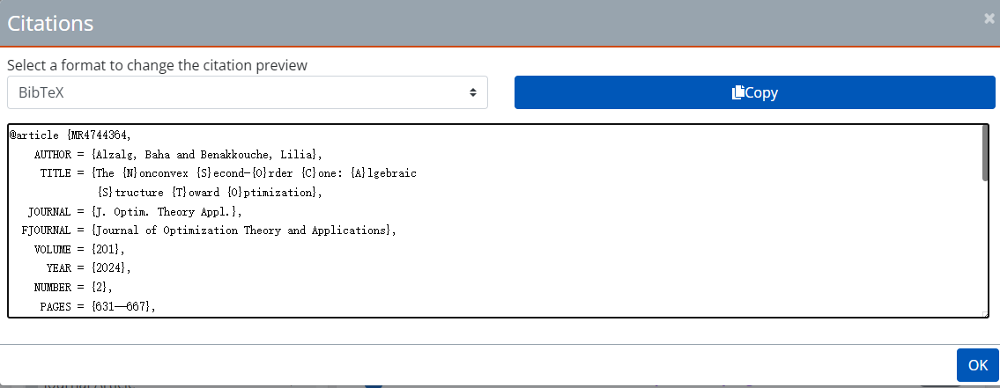 Citations
×
Select a format to change the citation preview
BibTeX
Copy
@article {MR4744364,
AUTHOR = {Alzalg, Baha and Benakkouche, Lilia},
TITLE = {The {N}onconvex {S}econd-{O}rder {C}one: {A}lgebraic
{S}tructure {T}oward {O}ptimization},
JOURNAL = {J. Optim. Theory Appl.},
FJOURNAL = {Journal of Optimization Theory and Applications},
VOLUME = {201},
YEAR = {2024},
NUMBER = {2},
PAGES = {631--667},
OK